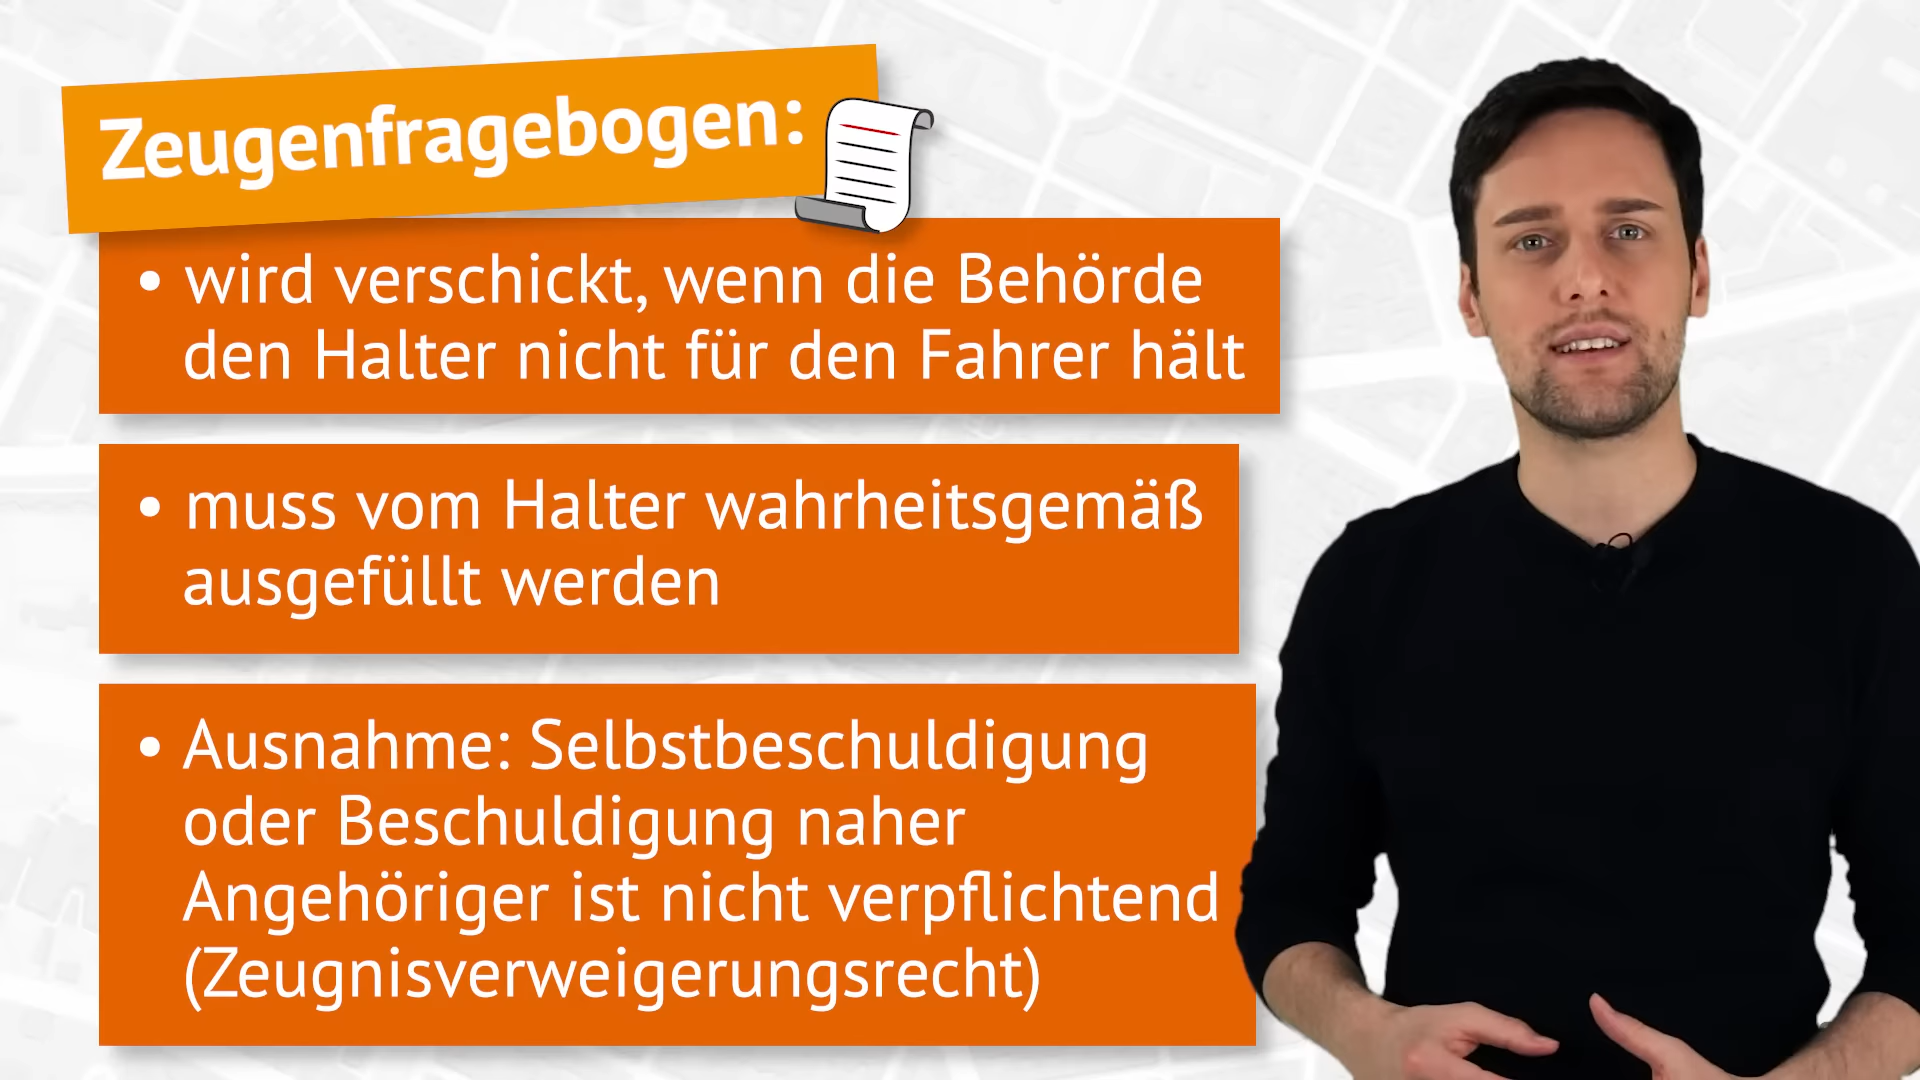 Zeugenfragebogen:
• wird verschickt, wenn die Behörde
den Halter nicht für den Fahrer hält
• muss vom Halter wahrheitsgemäß
ausgefüllt werden
• Ausnahme: Selbstbeschuldigung
oder Beschuldigung naher
Angehöriger ist nicht verpflichtend
(Zeugnisverweigerungsrecht)